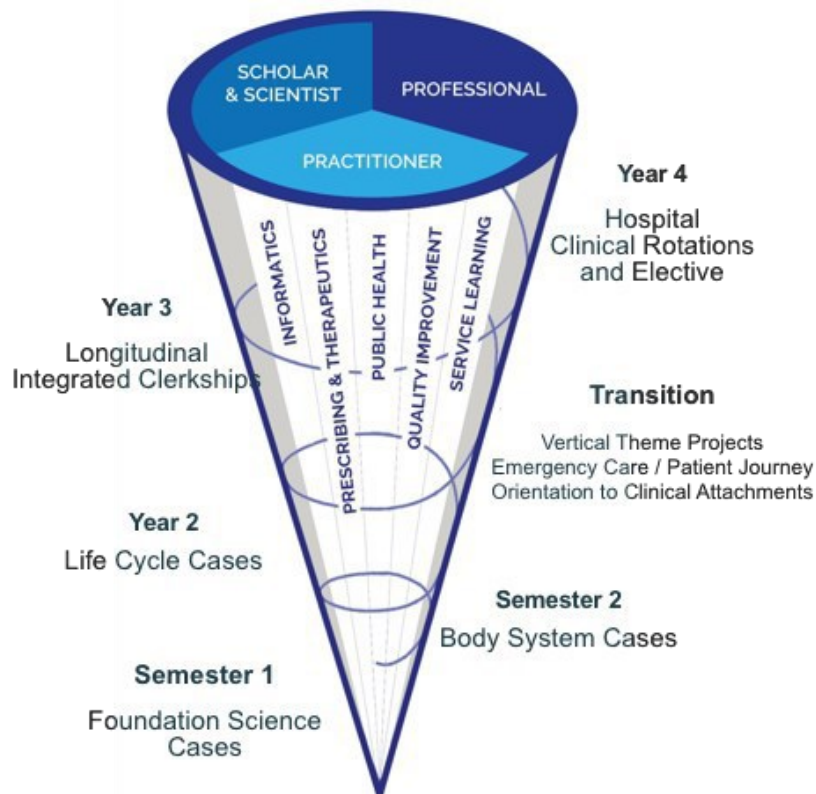 SCHOLAR
& SCIENTIST
PROFESSIONAL
PRACTITIONER
INFORMATICS
PRESCRIBING & THERAPEUTICS
PUBLIC HEALTH
QUALITY IMPROVEMENT
SERVICE LEARNING
Year 4
Hospital
Clinical Rotations
and Elective
Year 3
Longitudinal
Integrated Clerkships
Transition
Vertical Theme Projects
Emergency Care / Patient Journey
Orientation to Clinical Attachments
Year 2
Life Cycle Cases
Semester 2
Body System Cases
Semester 1
Foundation Science
Cases